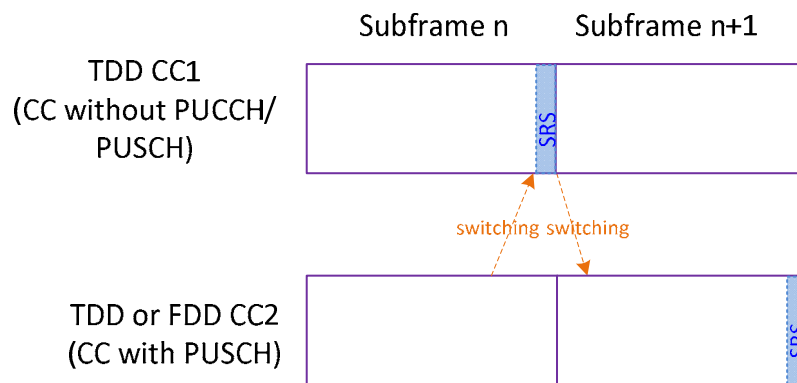 Subframe n
Subframe n+1
TDD CC1
(CC without PUCCH/
PUSCH)
SRS
switching switching
TDD or FDD CC2
(CC with PUSCH)
SRS